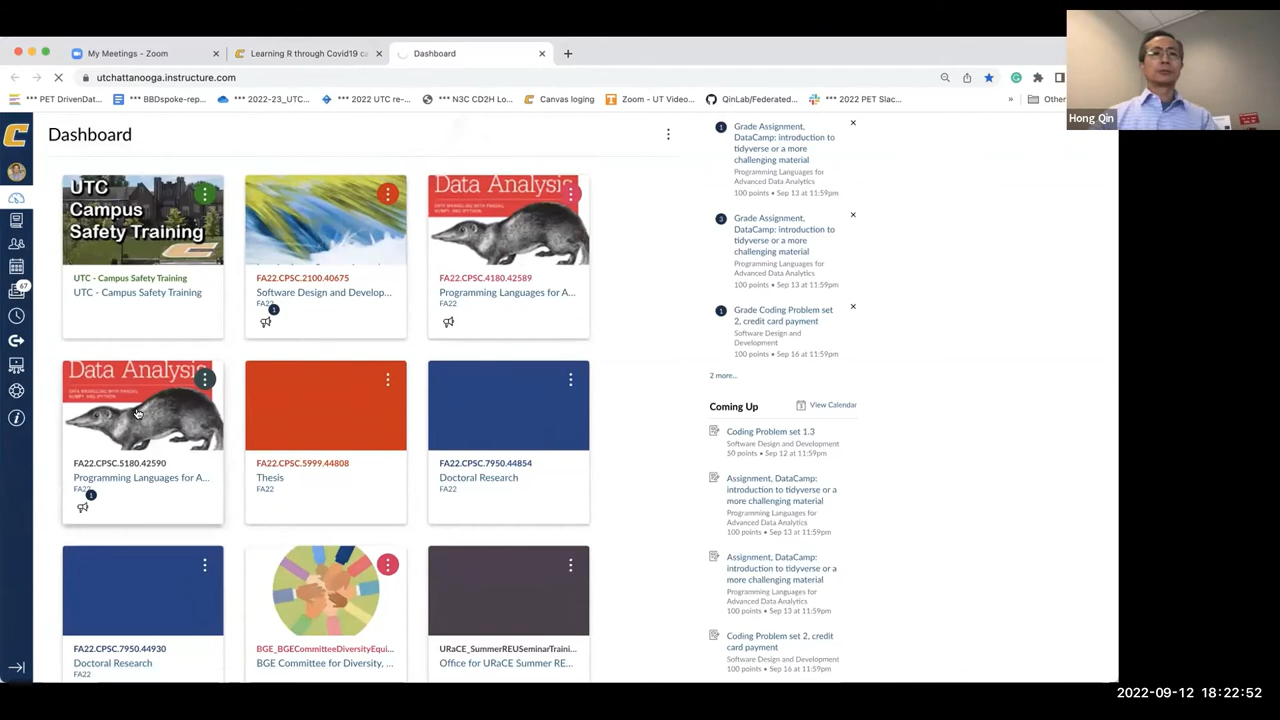 My Meetings - Zoom
Learning R through Covid19 ca
Dashboard
utchattanooga.instructure.com
*** PET DrivenDat...
*** BBDspoke-rep...
*** 2022-23_UTC...
*** 2022 UTC re-...
*** N3C CD2H Lo...
Canvas loging
Zoom - UT Video...
QinLab/Federated...
*** 2022 PET Slac...
»
Other
Hong Qin
Dashboard
67
UTC
Campus
Safety Training
UTC - Campus Safety Training
UTC - Campus Safety Training
FA22.CPSC.2100.40675
Software Design and Develop...
FA22
1
Data Analysis
FA22.CPSC.4180.42589
Programming Languages for A...
FA22
Data Analysis
FA22.CPSC.5180.42590
Programming Languages for A...
FA22
1
FA22.CPSC.5999.44808
Thesis
FA22
FA22.CPSC.7950.44854
Doctoral Research
FA22
FA22.CPSC.7950.44930
Doctoral Research
FA22
BGE_BGECommitteeDiversityEqui...
BGE Committee for Diversity, ...
URaCE_SummerREUSeminarTraini...
Office for URaCE Summer RE...
1
Grade Assignment,
DataCamp: introduction to
tidyverse or a more
challenging material
Programming Languages for
Advanced Data Analytics
100 points • Sep 13 at 11:59pm
3
Grade Assignment,
DataCamp: introduction to
tidyverse or a more
challenging material
Programming Languages for
Advanced Data Analytics
100 points • Sep 13 at 11:59pm
1
Grade Coding Problem set
2, credit card payment
Software Design and
Development
100 points • Sep 16 at 11:59pm
2 more...
Coming Up
View Calendar
Coding Problem set 1.3
Software Design and Development
50 points • Sep 12 at 11:59pm
Assignment, DataCamp:
introduction to tidyverse or a
more challenging material
Programming Languages for
Advanced Data Analytics
100 points • Sep 13 at 11:59pm
Assignment, DataCamp:
introduction to tidyverse or a
more challenging material
Programming Languages for
Advanced Data Analytics
100 points • Sep 13 at 11:59pm
Coding Problem set 2, credit
card payment
Software Design and Development
100 points • Sep 16 at 11:59pm
2022-09-12 18:22:52